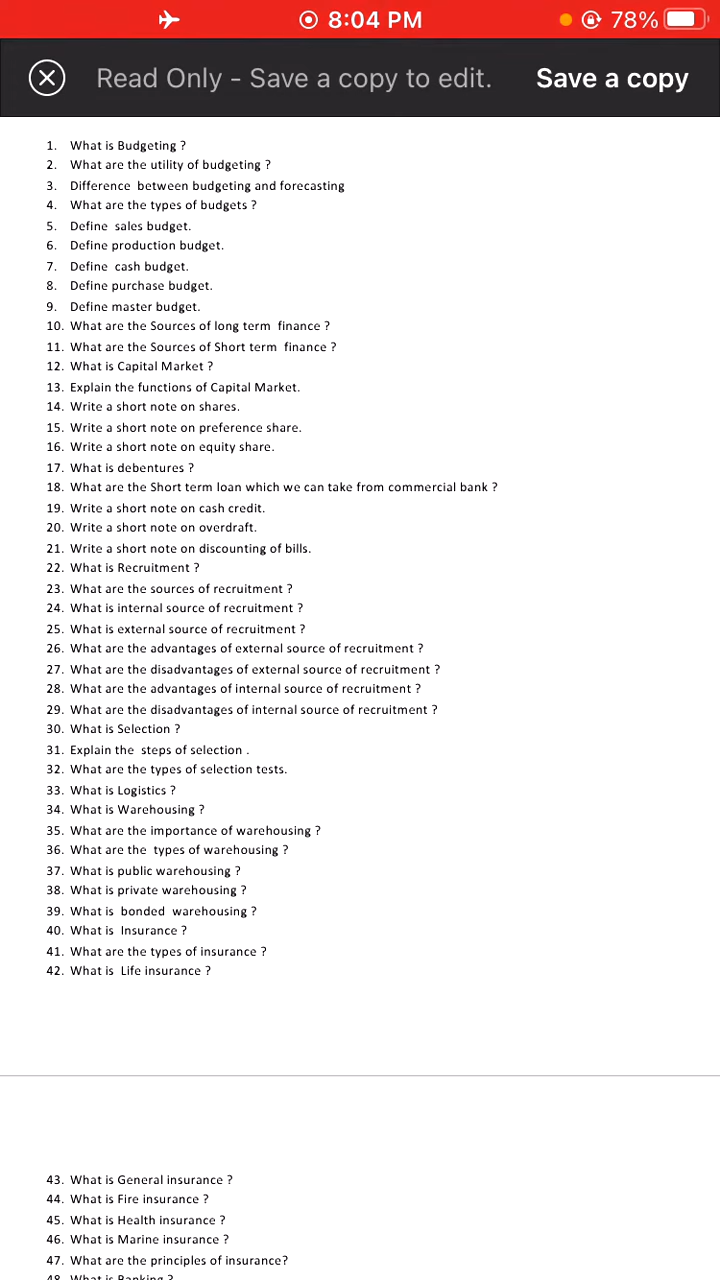 8:04 PM
78%
Read Only - Save a copy to edit.
Save a copy
1. What is Budgeting ?
2. What are the utility of budgeting ?
3. Difference between budgeting and forecasting
4. What are the types of budgets ?
5. Define sales budget.
6. Define production budget.
7. Define cash budget.
8. Define purchase budget.
9. Define master budget.
10. What are the Sources of long term finance ?
11. What are the Sources of Short term finance ?
12. What is Capital Market ?
13. Explain the functions of Capital Market.
14. Write a short note on shares.
15. Write a short note on preference share.
16. Write a short note on equity share.
17. What is debentures ?
18. What are the Short term loan which we can take from commercial bank ?
19. Write a short note on cash credit.
20. Write a short note on overdraft.
21. Write a short note on discounting of bills.
22. What is Recruitment ?
23. What are the sources of recruitment ?
24. What is internal source of recruitment ?
25. What is external source of recruitment ?
26. What are the advantages of external source of recruitment ?
27. What are the disadvantages of external source of recruitment ?
28. What are the advantages of internal source of recruitment ?
29. What are the disadvantages of internal source of recruitment ?
30. What is Selection ?
31. Explain the steps of selection .
32. What are the types of selection tests.
33. What is Logistics ?
34. What is Warehousing ?
35. What are the importance of warehousing ?
36. What are the types of warehousing ?
37. What is public warehousing ?
38. What is private warehousing ?
39. What is bonded warehousing ?
40. What is Insurance ?
41. What are the types of insurance ?
42. What is Life insurance ?
43. What is General insurance ?
44. What is Fire insurance ?
45. What is Health insurance ?
46. What is Marine insurance ?
47. What are the principles of insurance?
48. What is Banking ?